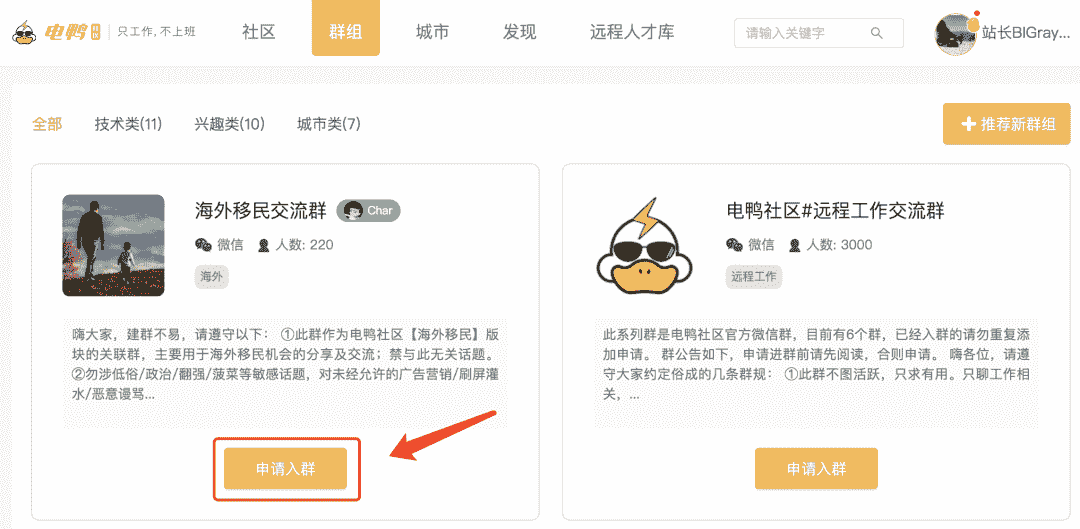 电鸭社区 只工作,不上班 社区 群组 城市 发现 远程人才库 请输入关键字 站长BIGray...
全部 技术类(11) 兴趣类(10) 城市类(7) 推荐新群组
海外移民交流群 Char
微信 人数: 220
海外
嗨大家，建群不易，请遵守以下： ①此群作为电鸭社区【海外移民】版
块的关联群，主要用于海外移民机会的分享及交流；禁与此无关话题。
②勿涉低俗/政治/翻强/菠菜等敏感话题，对未经允许的广告营销/刷屏灌
水/恶意谩骂...
申请入群
电鸭社区#远程工作交流群
微信 人数: 3000
远程工作
此系列群是电鸭社区官方微信群，目前有6个群，已经入群的请勿重复添
加申请。 群公告如下，申请进群前请先阅读，合则申请。 嗨各位，请遵
守大家约定俗成的几条群规： ①此群不图活跃，只求有用。只聊工作相
关，...
申请入群